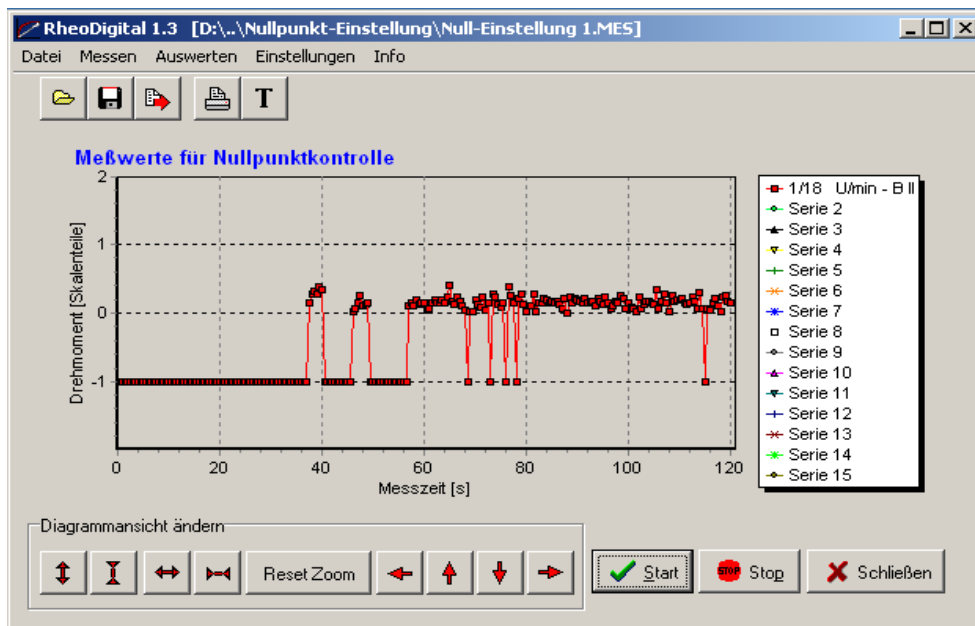 RheoDigital 1.3 [D:\..\Nullpunkt-Einstellung\Null-Einstellung 1.MES]
Datei Messen Auswerten Einstellungen Info
T
Meßwerte für Nullpunktkontrolle
2
1
0
-1
Drehmoment [Skalenteile]
0 20 40 60 80 100 120
Messzeit [s]
1/18 U/min - B II
Serie 2
Serie 3
Serie 4
Serie 5
Serie 6
Serie 7
Serie 8
Serie 9
Serie 10
Serie 11
Serie 12
Serie 13
Serie 14
Serie 15
Diagrammansicht ändern
Reset Zoom
Start
STOP Stop
Schließen